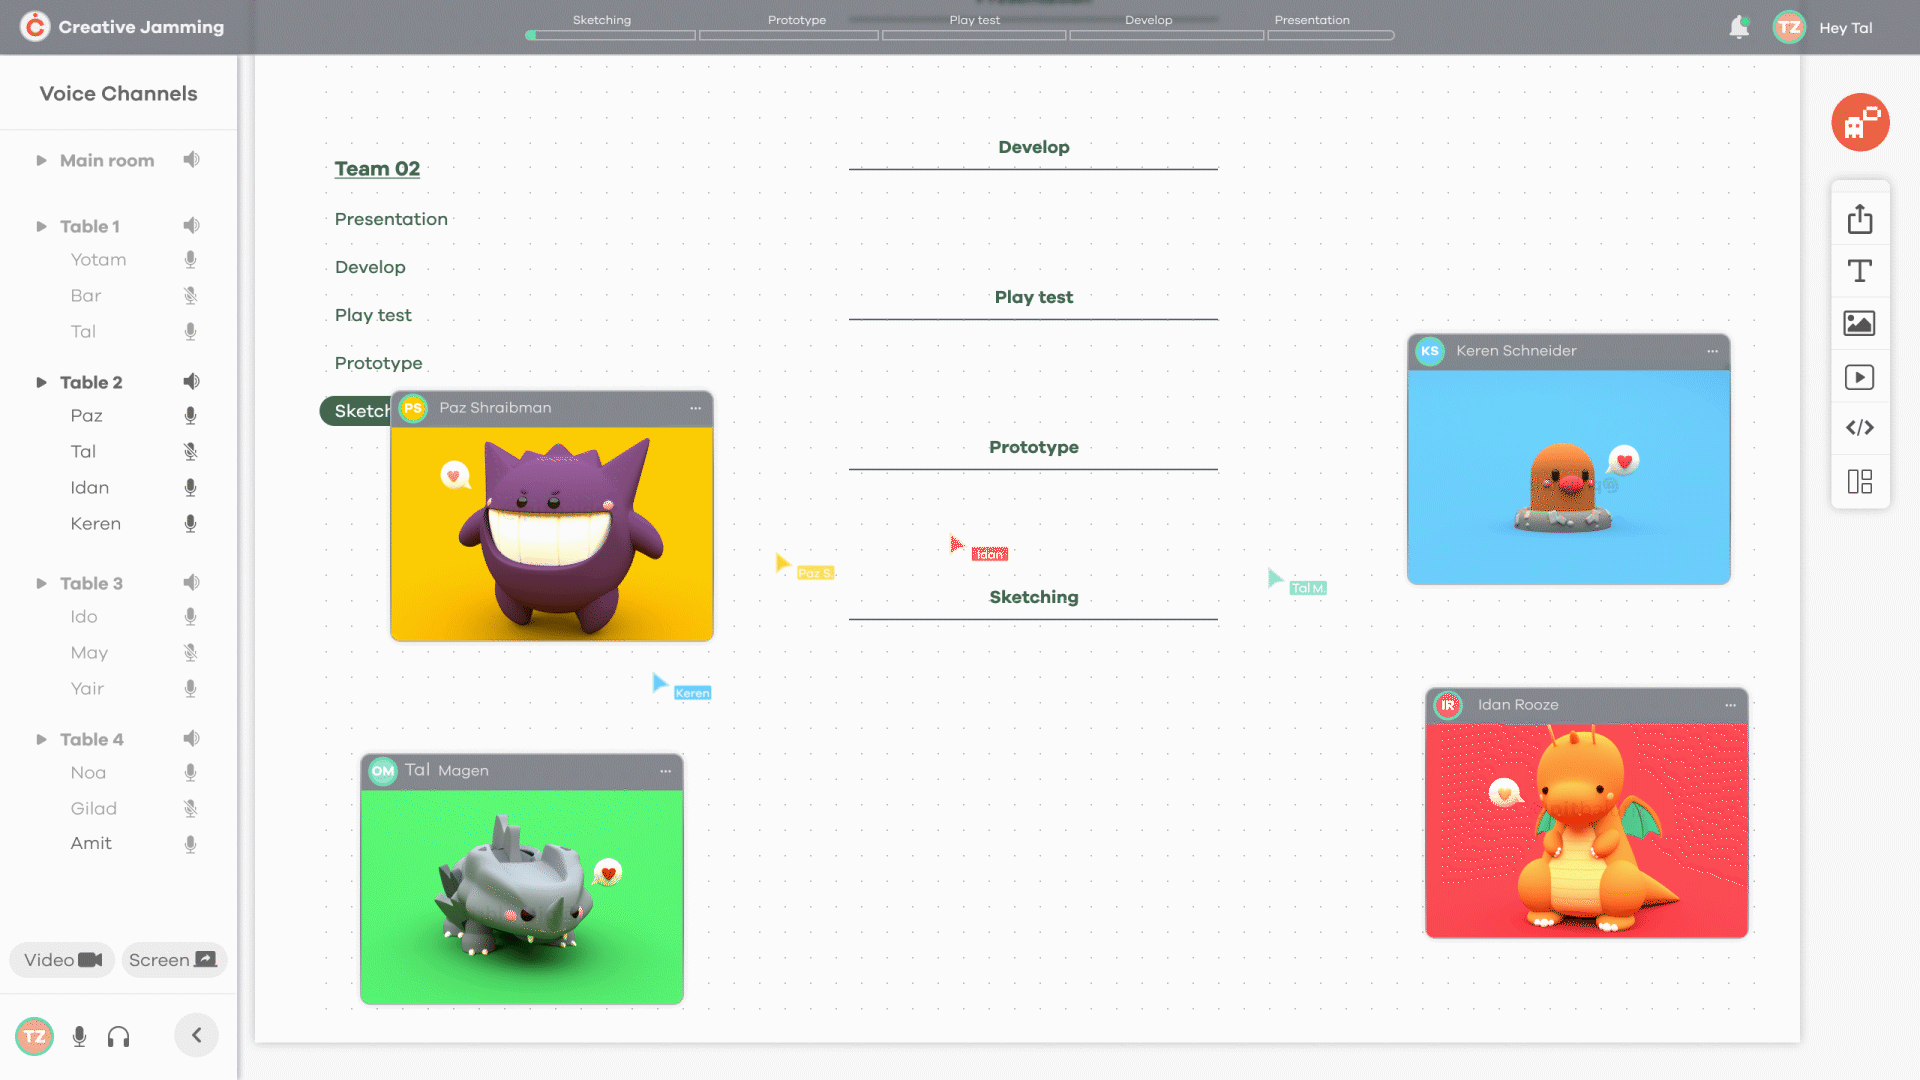 Creative Jamming
Sketching
Prototype
Play test
Develop
Presentation
TZ
Hey Tal
Voice Channels
Main room
Table 1
Yotam
Bar
Tal
Table 2
Paz
Tal
Idan
Keren
Table 3
Ido
May
Yair
Table 4
Noa
Gilad
Amit
Video
Screen
TZ
Team 02
Presentation
Develop
Play test
Prototype
Sketch
PS Paz Shraibman
Develop
Play test
Prototype
Sketching
Paz S.
Idan
Tal M.
Keren
KS Keren Schneider
OM Tal Magen
IR Idan Rooze
T